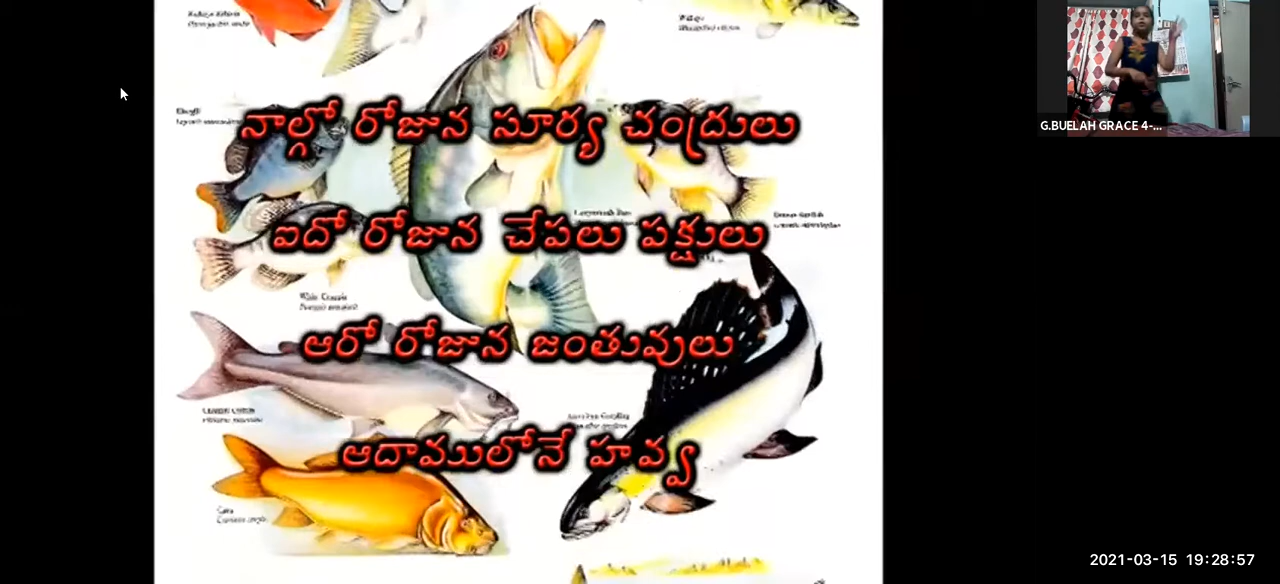 నాల్గో రోజున సూర్య చంద్రులు
ఐదో రోజున చేపలు పక్షులు
ఆరో రోజున జంతువులు
ఆదాములోనే హవ్వ
G.BUELAH GRACE 4-...
2021-03-15 19:28:57